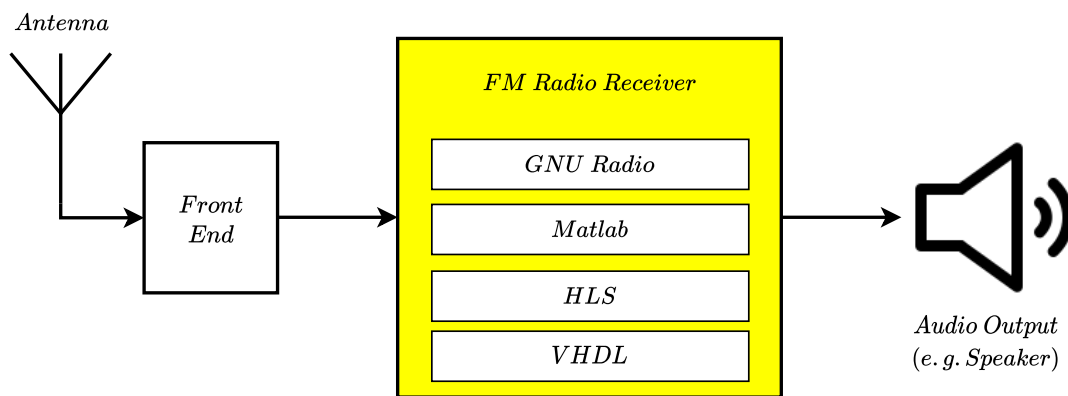 Antenna
Front
End
FM Radio Receiver
GNU Radio
Matlab
HLS
VHDL
Audio Output
(e.g.Speaker)